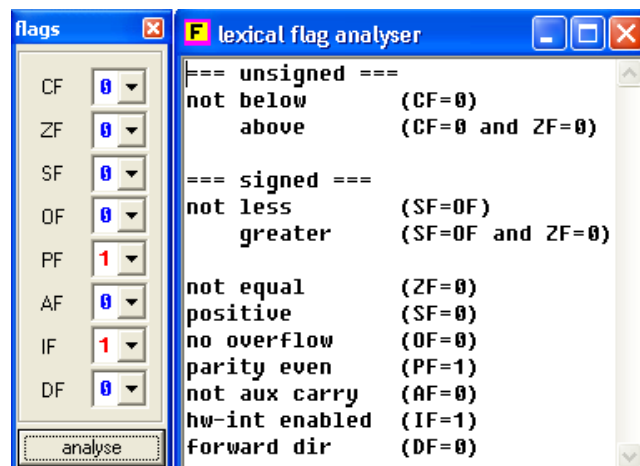 flags
CF 0
ZF 0
SF 0
OF 0
PF 1
AF 0
IF 1
DF 0
analyse
F lexical flag analyser
=== unsigned ===
not below (CF=0)
above (CF=0 and ZF=0)
=== signed ===
not less (SF=OF)
greater (SF=OF and ZF=0)
not equal (ZF=0)
positive (SF=0)
no overflow (OF=0)
parity even (PF=1)
not aux carry (AF=0)
hw-int enabled (IF=1)
forward dir (DF=0)